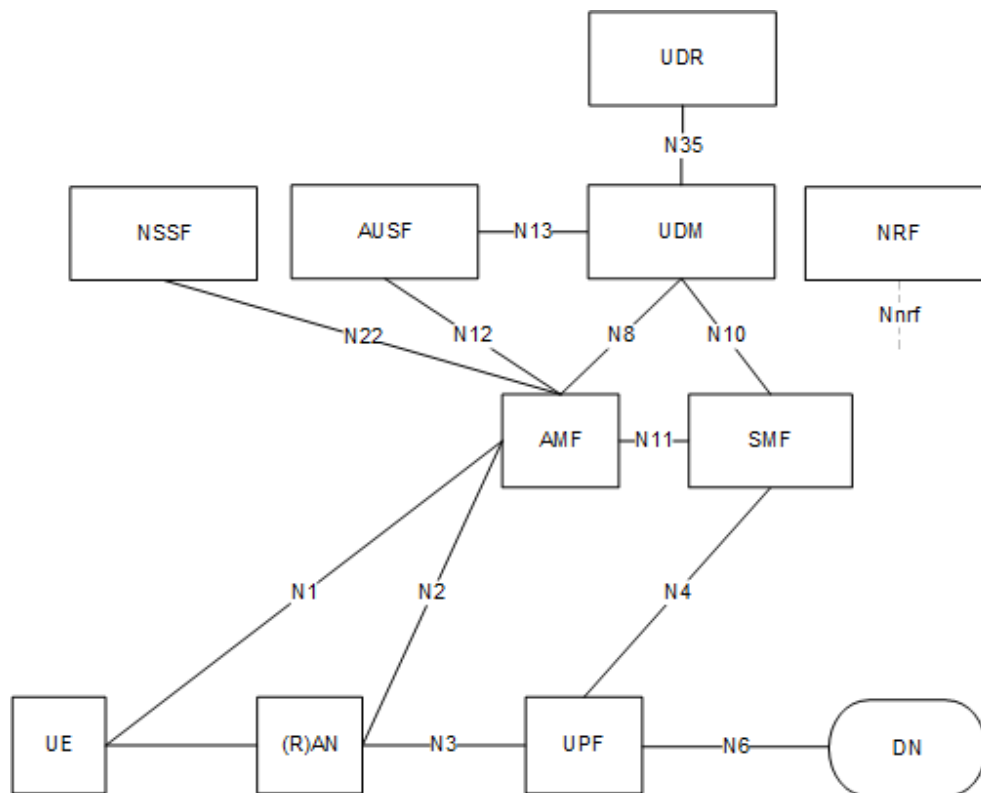 UDR
N35
NSSF
AUSF
N13
UDM
NRF
N22
N12
N8
N10
Nnrf
AMF
N11
SMF
N1
N2
N4
UE
(R)AN
N3
UPF
N6
DN